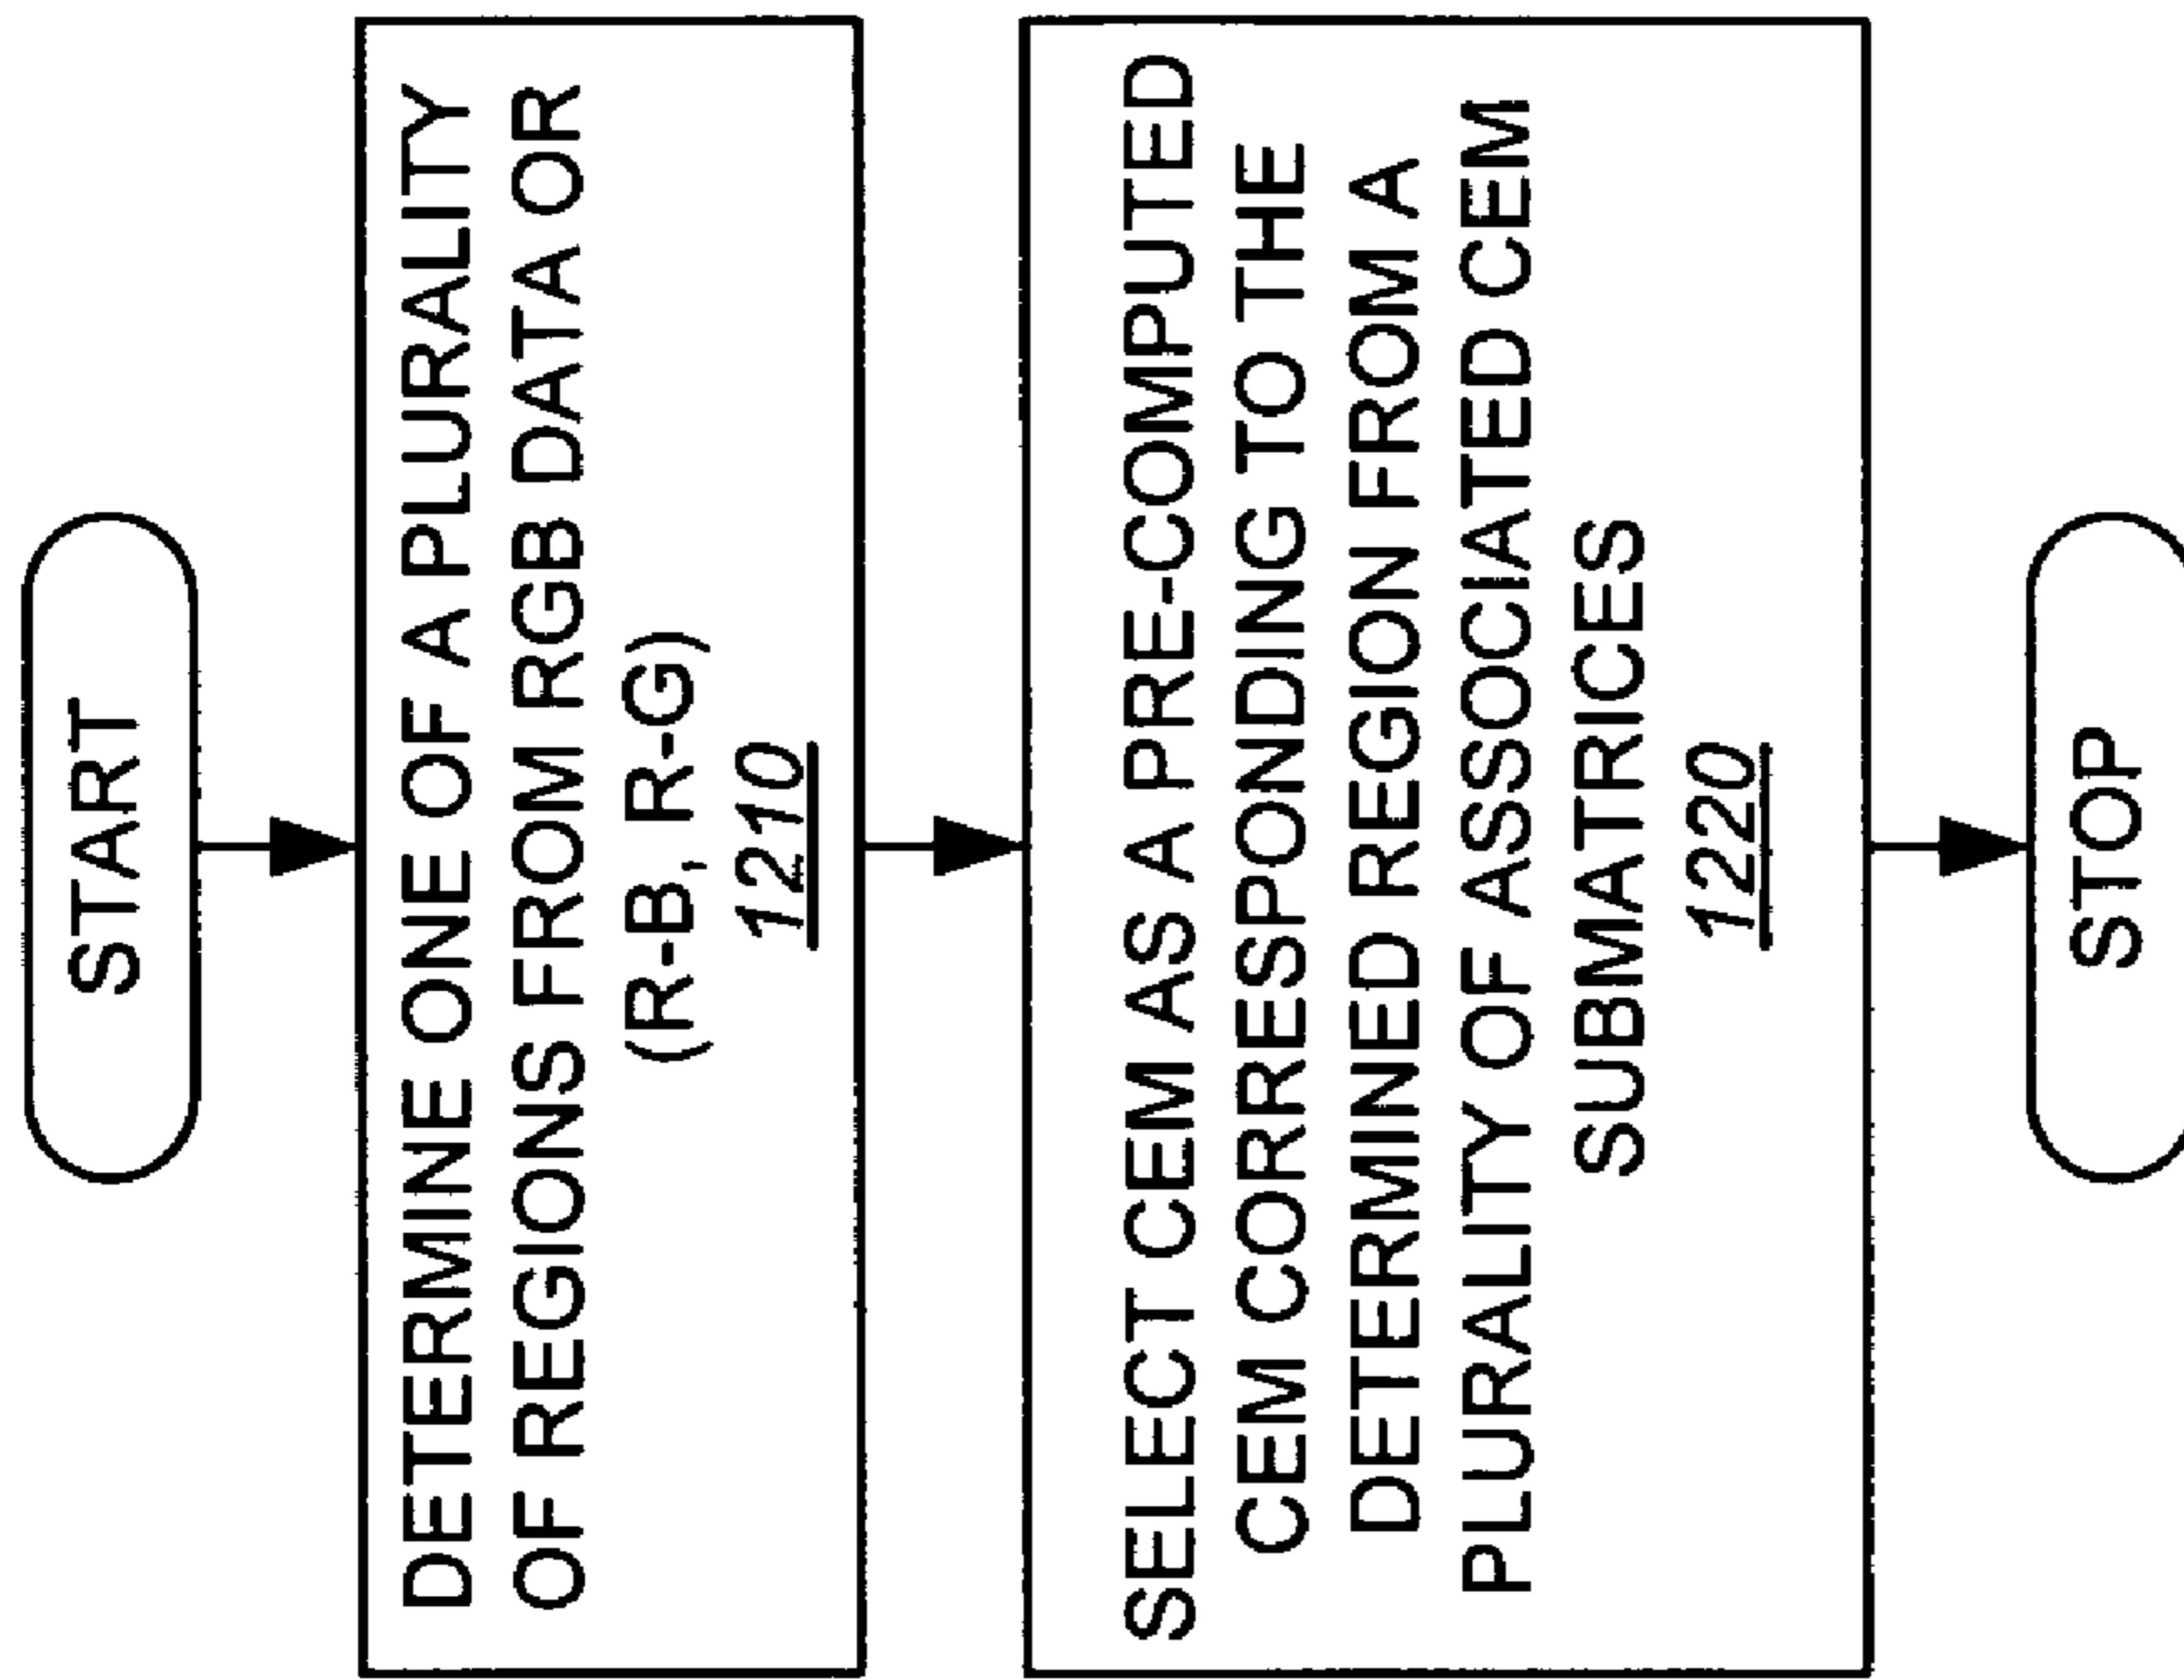 START
DETERMINE ONE OF A PLURALITY
OF REGIONS FROM RGB DATA OR
(R-B, R-G)
1210
SELECT CEM AS A PRE-COMPUTED
CEM CORRESPONDING TO THE
DETERMINED REGION FROM A
PLURALITY OF ASSOCIATED CEM
SUBMATRICES
1220
STOP